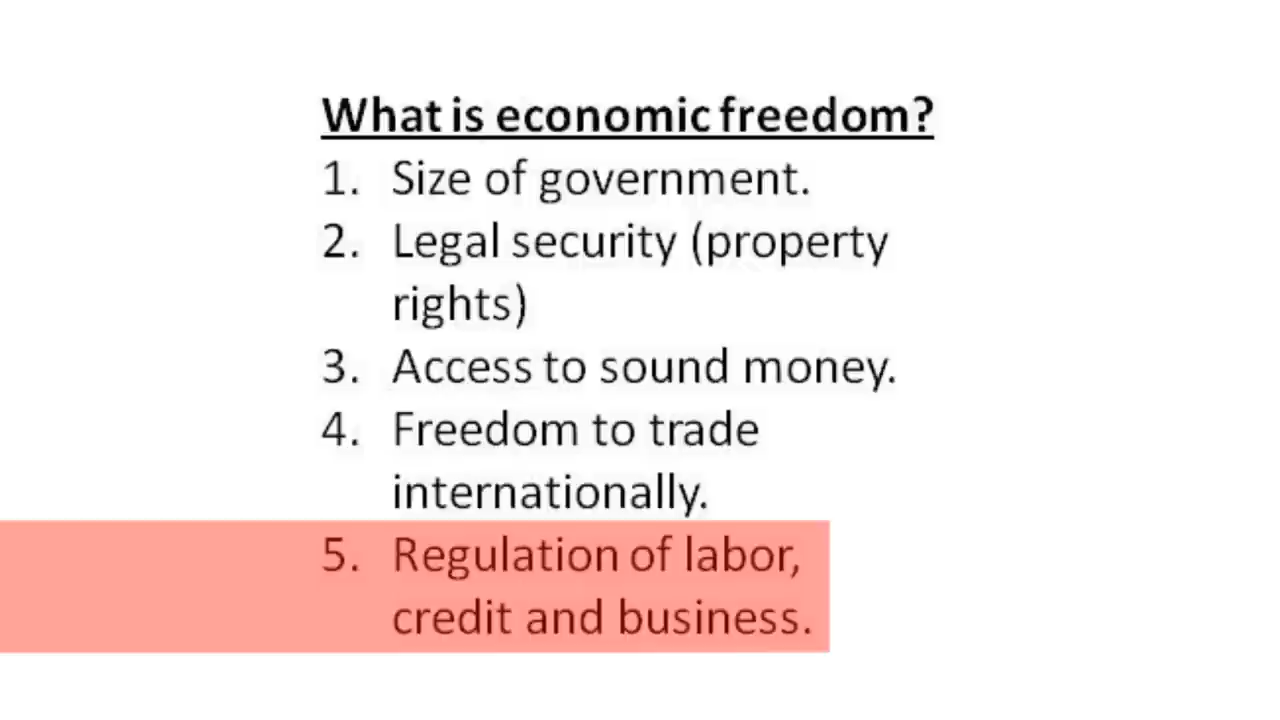 What is economic freedom?
1. Size of government.
2. Legal security (property
rights)
3. Access to sound money.
4. Freedom to trade
internationally.
5. Regulation of labor,
credit and business.